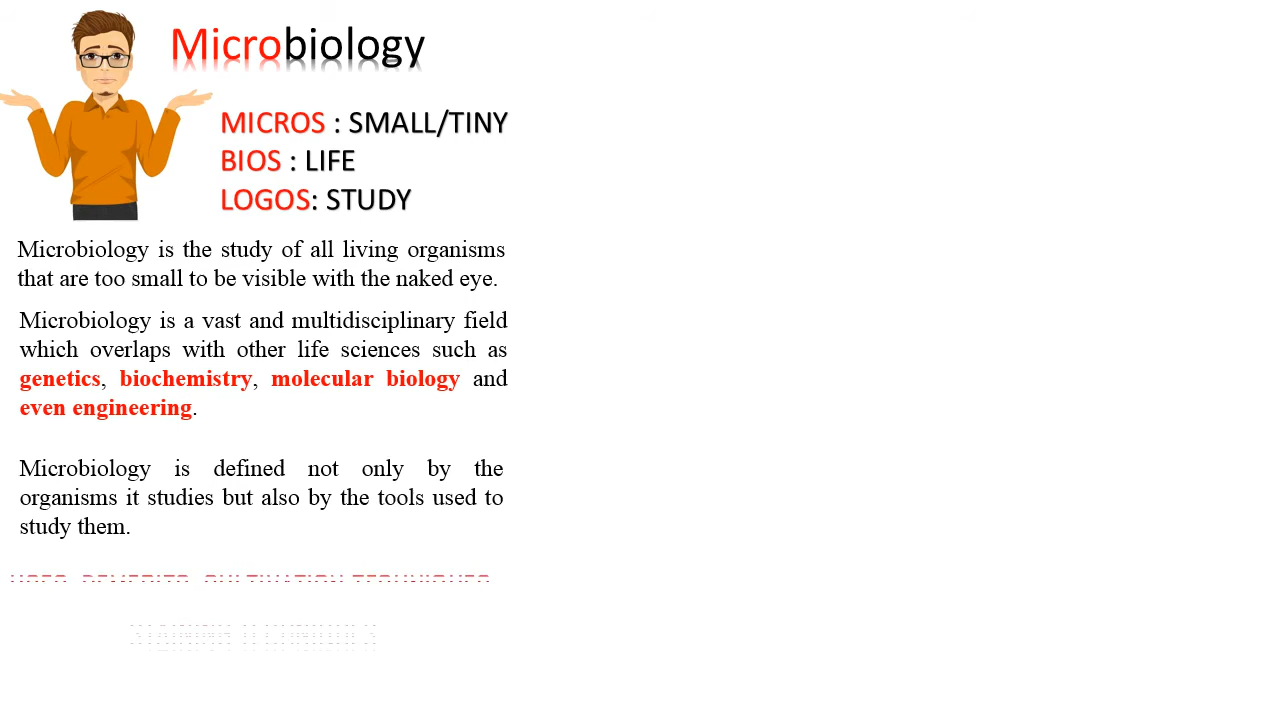 Microbiology
MICROS : SMALL/TINY
BIOS : LIFE
LOGOS: STUDY
Microbiology is the study of all living organisms
that are too small to be visible with the naked eye.
Microbiology is a vast and multidisciplinary field
which overlaps with other life sciences such as
genetics, biochemistry, molecular biology and
even engineering.
Microbiology is defined not only by the
organisms it studies but also by the tools used to
study them.